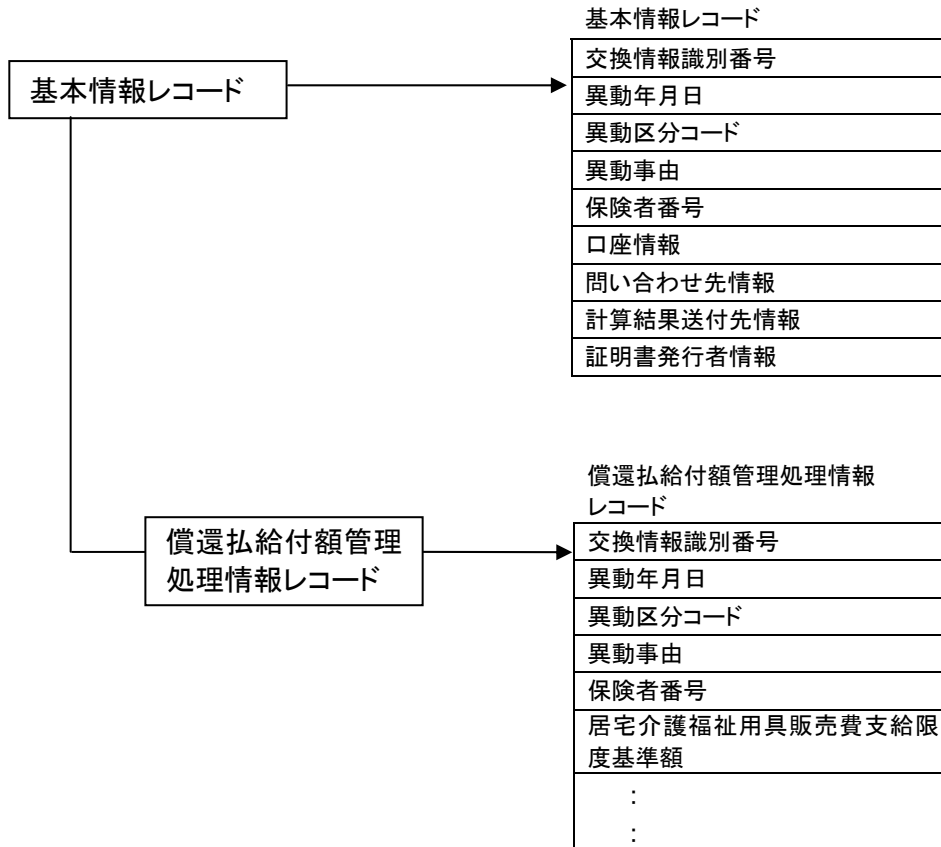 基本情報レコード
基本情報レコード
交換情報識別番号
異動年月日
異動区分コード
異動事由
保険者番号
口座情報
問い合わせ先情報
計算結果送付先情報
証明書発行者情報
償還払給付額管理
処理情報レコード
償還払給付額管理処理情報
レコード
交換情報識別番号
異動年月日
異動区分コード
異動事由
保険者番号
居宅介護福祉用具販売費支給限
度基準額
:
: